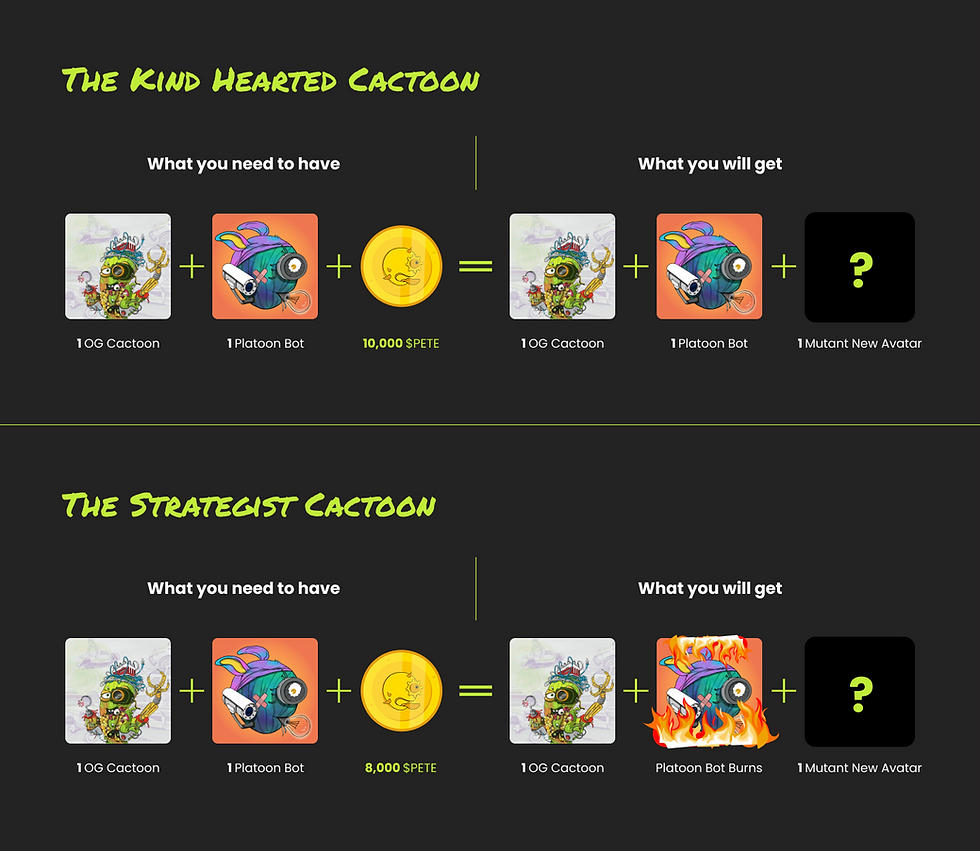 The Kind Hearted Cactoon
What you need to have
What you will get
+ + = + + ?
1 OG Cactoon
1 Platoon Bot
10,000 $PETE
1 OG Cactoon
1 Platoon Bot
1 Mutant New Avatar
The Strategist Cactoon
What you need to have
What you will get
+ + = + + ?
1 OG Cactoon
1 Platoon Bot
8,000 $PETE
1 OG Cactoon
Platoon Bot Burns
1 Mutant New Avatar